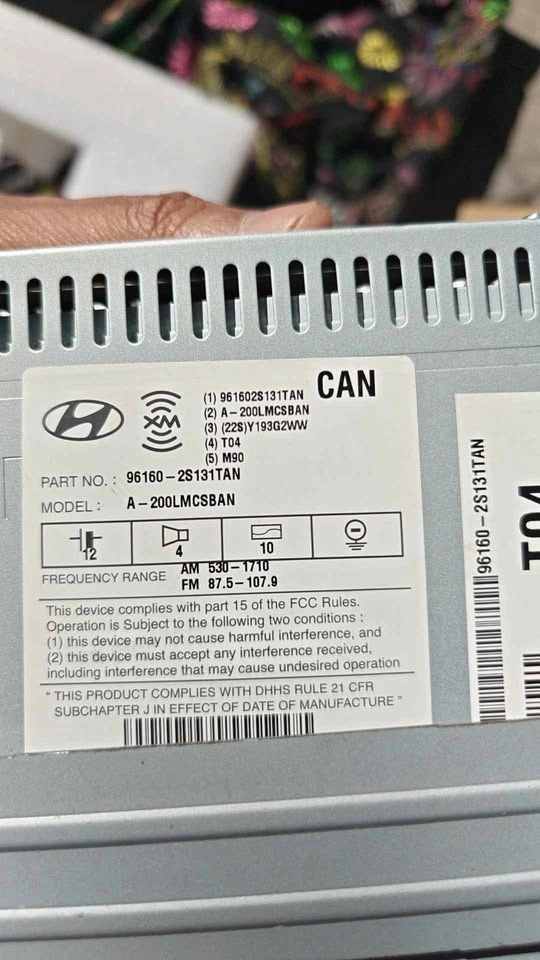 XM
(1) 961602S131TAN
(2) A-200LMCSBAN
(3) (22S)Y193G2WW
(4) T04
(5) M90
CAN
PART NO. : 96160-2S131TAN
MODEL : A-200LMCSBAN
12 4 10
FREQUENCY RANGE AM 530-1710
FM 87.5-107.9
This device complies with part 15 of the FCC Rules.
Operation is Subject to the following two conditions :
(1) this device may not cause harmful interference, and
(2) this device must accept any interference received,
including interference that may cause undesired operation
" THIS PRODUCT COMPLIES WITH DHHS RULE 21 CFR
SUBCHAPTER J IN EFFECT OF DATE OF MANUFACTURE "
96160-2S131TAN
T04